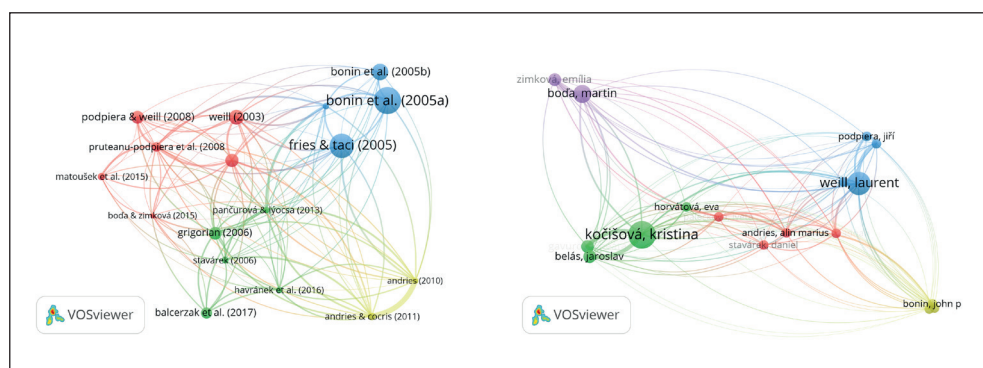 bonin et al. (2005b)
bonin et al. (2005a)
podpiera & weill (2008)
weill (2003)
fries & taci (2005)
pruteanu-podpiera et al. (2008
matoušek et al. (2015)
pančurová & lyocsa (2013)
boďa & zimková (2015)
grigorian (2006)
stavárek (2006)
andries (2010)
havránek et al. (2016)
balcerzak et al. (2017)
andries & cocris (2011)
VOSviewer
zimková, emília
boďa, martin
podpiera, jiří
weill, laurent
horvátová, eva
kočišová, kristina
andries, alin marius
stavárek, daniel
belás, jaroslav
bonin, john p
VOSviewer